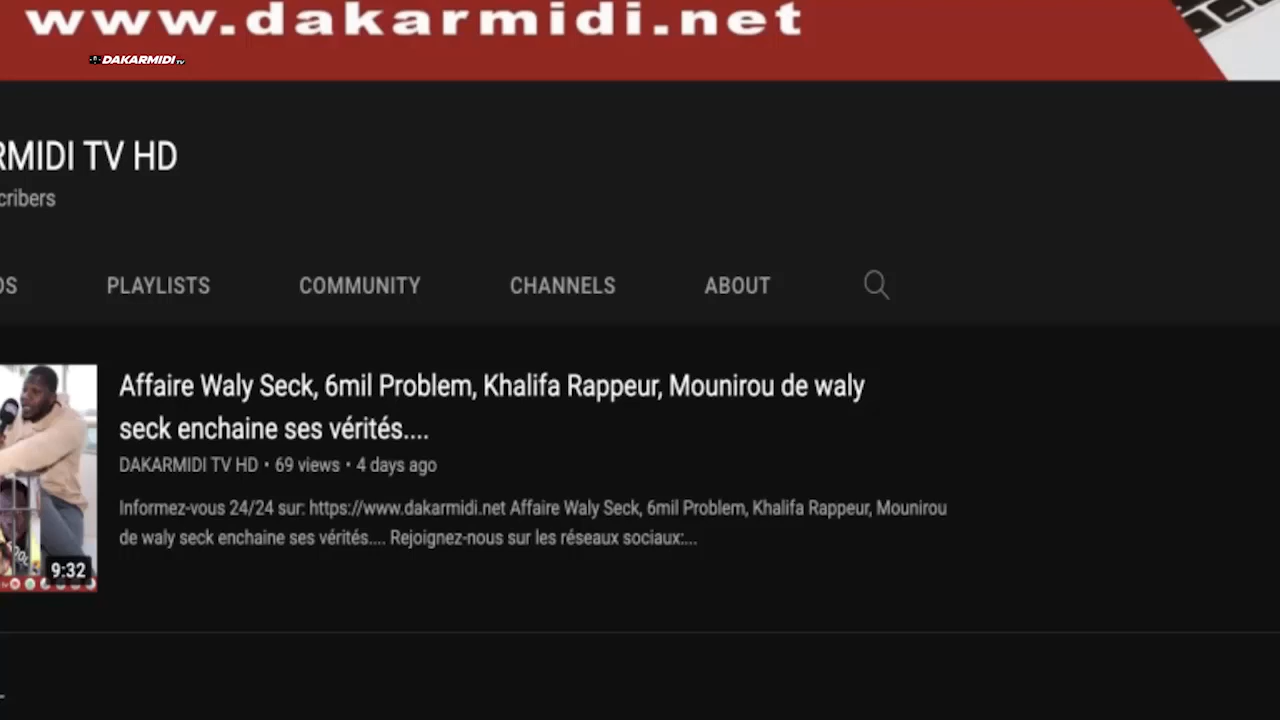 www.dakarmidi.net
DAKARMIDI TV
RMIDI TV HD
cribers
OS
PLAYLISTS
COMMUNITY
CHANNELS
ABOUT
Affaire Waly Seck, 6mil Problem, Khalifa Rappeur, Mounirou de waly
seck enchaine ses vérités....
DAKARMIDI TV HD • 69 views • 4 days ago
Informez-vous 24/24 sur: https://www.dakarmidi.net Affaire Waly Seck, 6mil Problem, Khalifa Rappeur, Mounirou
de waly seck enchaine ses vérités.... Rejoignez-nous sur les réseaux sociaux:...
9:32